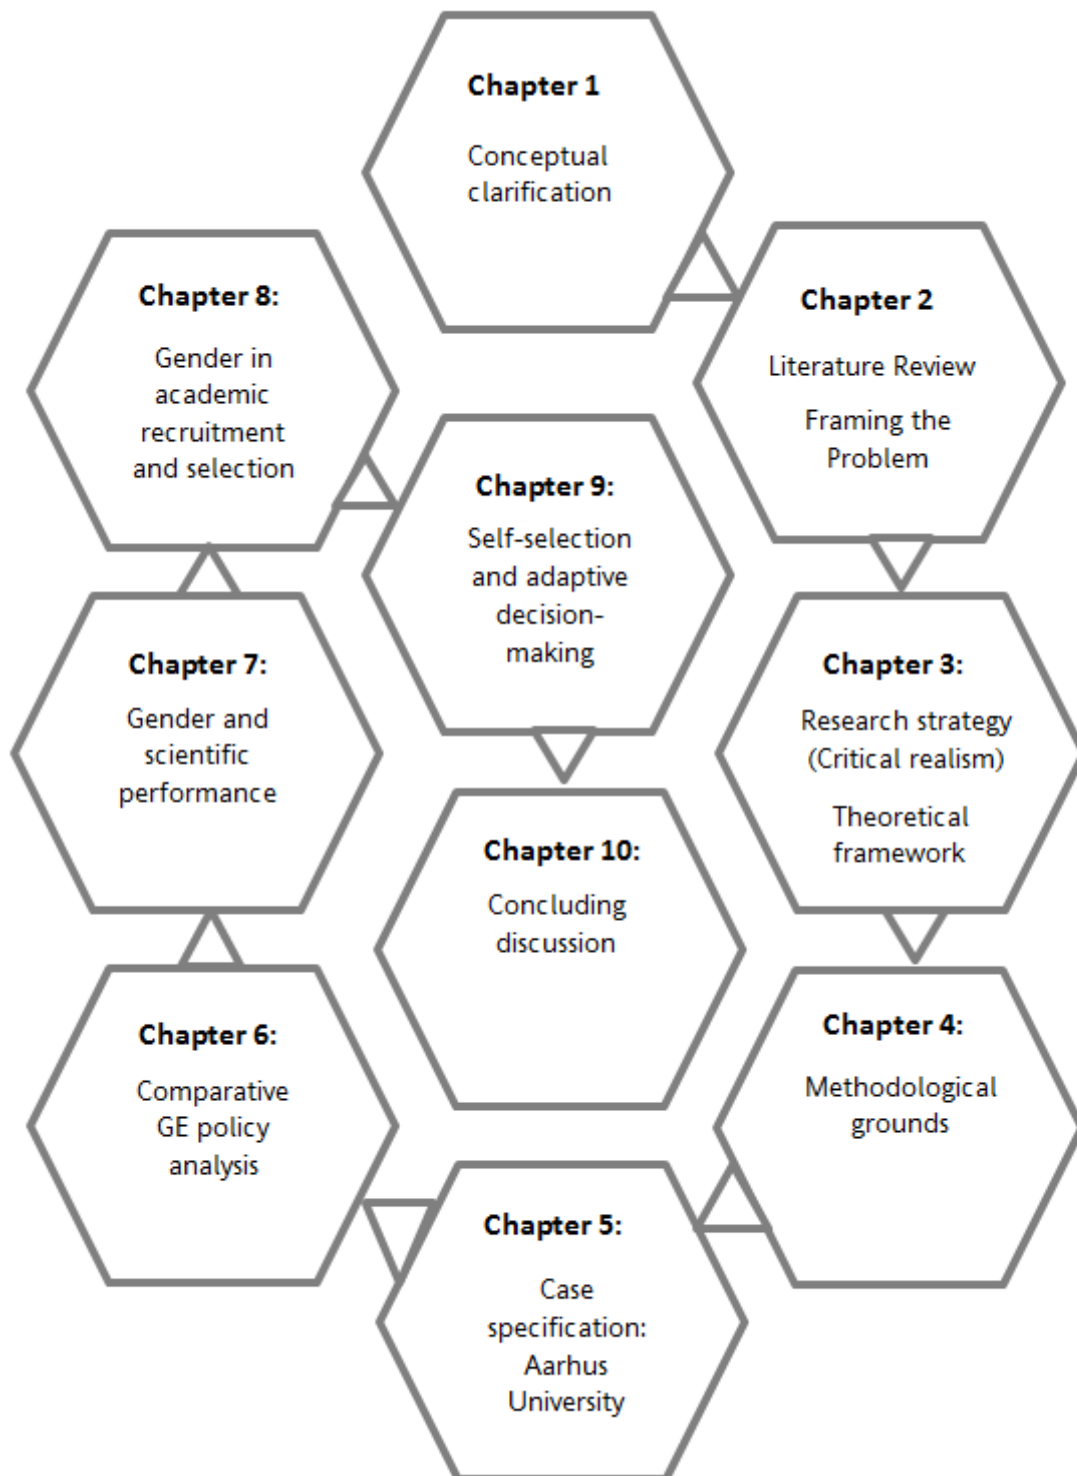 Chapter 1
Conceptual
clarification
Chapter 2
Literature Review
Framing the
Problem
Chapter 3:
Research strategy
(Critical realism)
Theoretical
framework
Chapter 4:
Methodological
grounds
Chapter 5:
Case
specification:
Aarhus
University
Chapter 6:
Comparative
GE policy
analysis
Chapter 7:
Gender and
scientific
performance
Chapter 8:
Gender in
academic
recruitment
and selection
Chapter 9:
Self-selection
and adaptive
decision-
making
Chapter 10:
Concluding
discussion